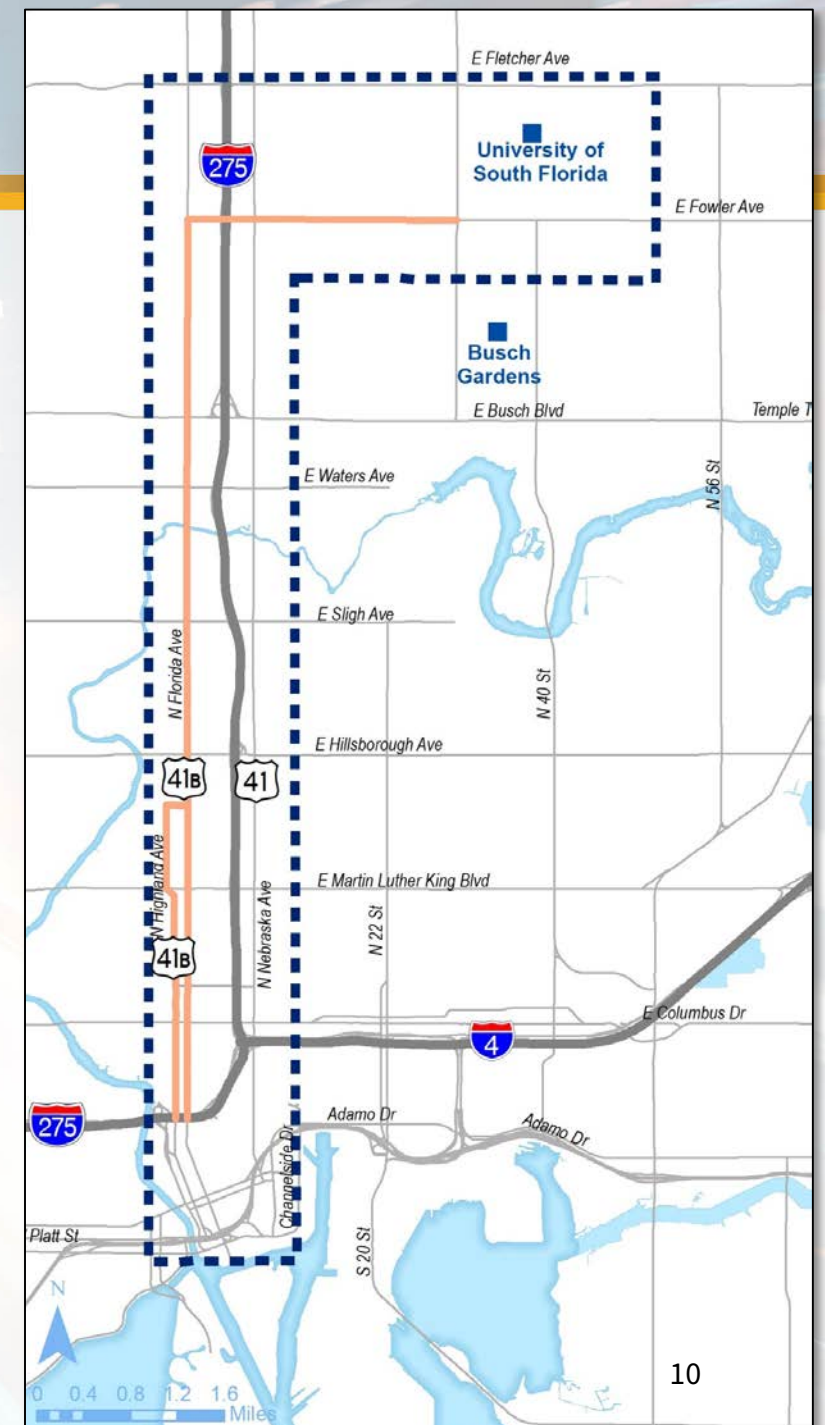 E Fletcher Ave
275
University of
South Florida
E Fowler Ave
Busch
Gardens
E Busch Blvd
Temple T
E Waters Ave
N 56 St
E Sligh Ave
N Florida Ave
N 40 St
E Hillsborough Ave
41B
41
N Highland Ave
E Martin Luther King Blvd
N 22 St
N Nebraska Ave
41B
E Columbus Dr
4
275
Adamo Dr
Adamo Dr
Channelside Dr
Platt St
S 20 St
N
10
0 0.4 0.8 1.2 1.6
Miles